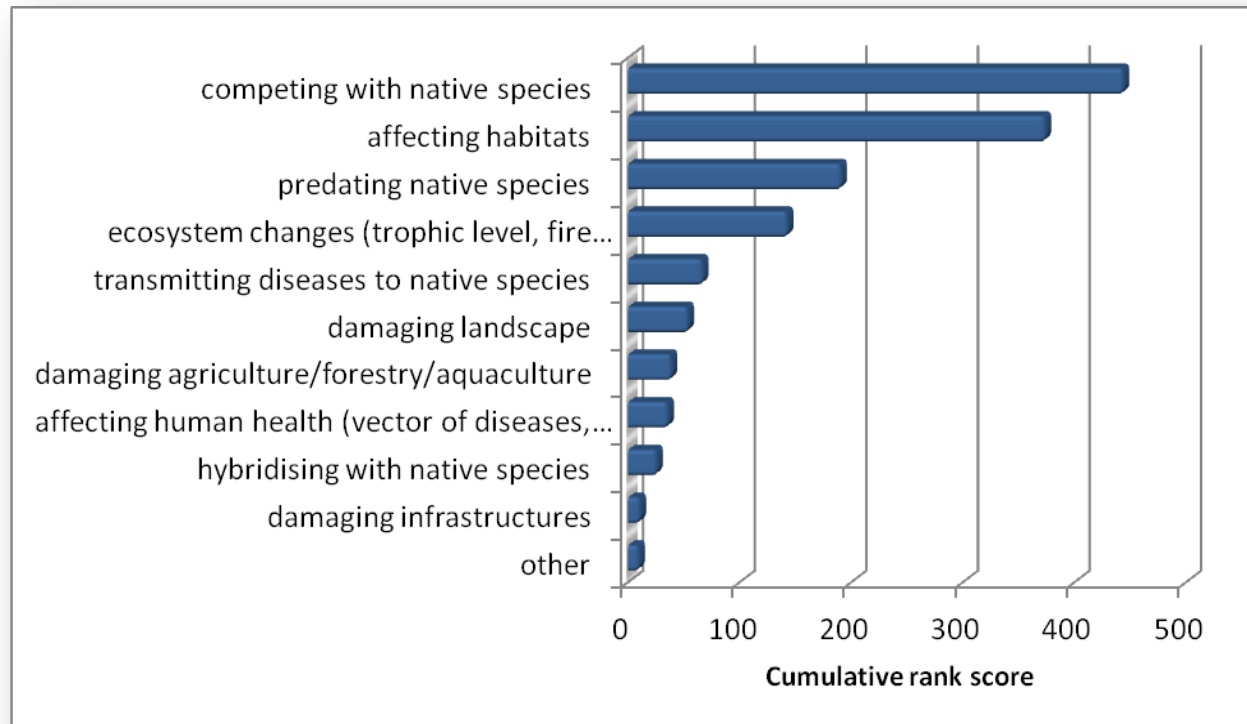 competing with native species
affecting habitats
predating native species
ecosystem changes (trophic level, fire...
transmitting diseases to native species
damaging landscape
damaging agriculture/forestry/aquaculture
affecting human health (vector of diseases,...
hybridising with native species
damaging infrastructures
other
0 100 200 300 400 500
Cumulative rank score